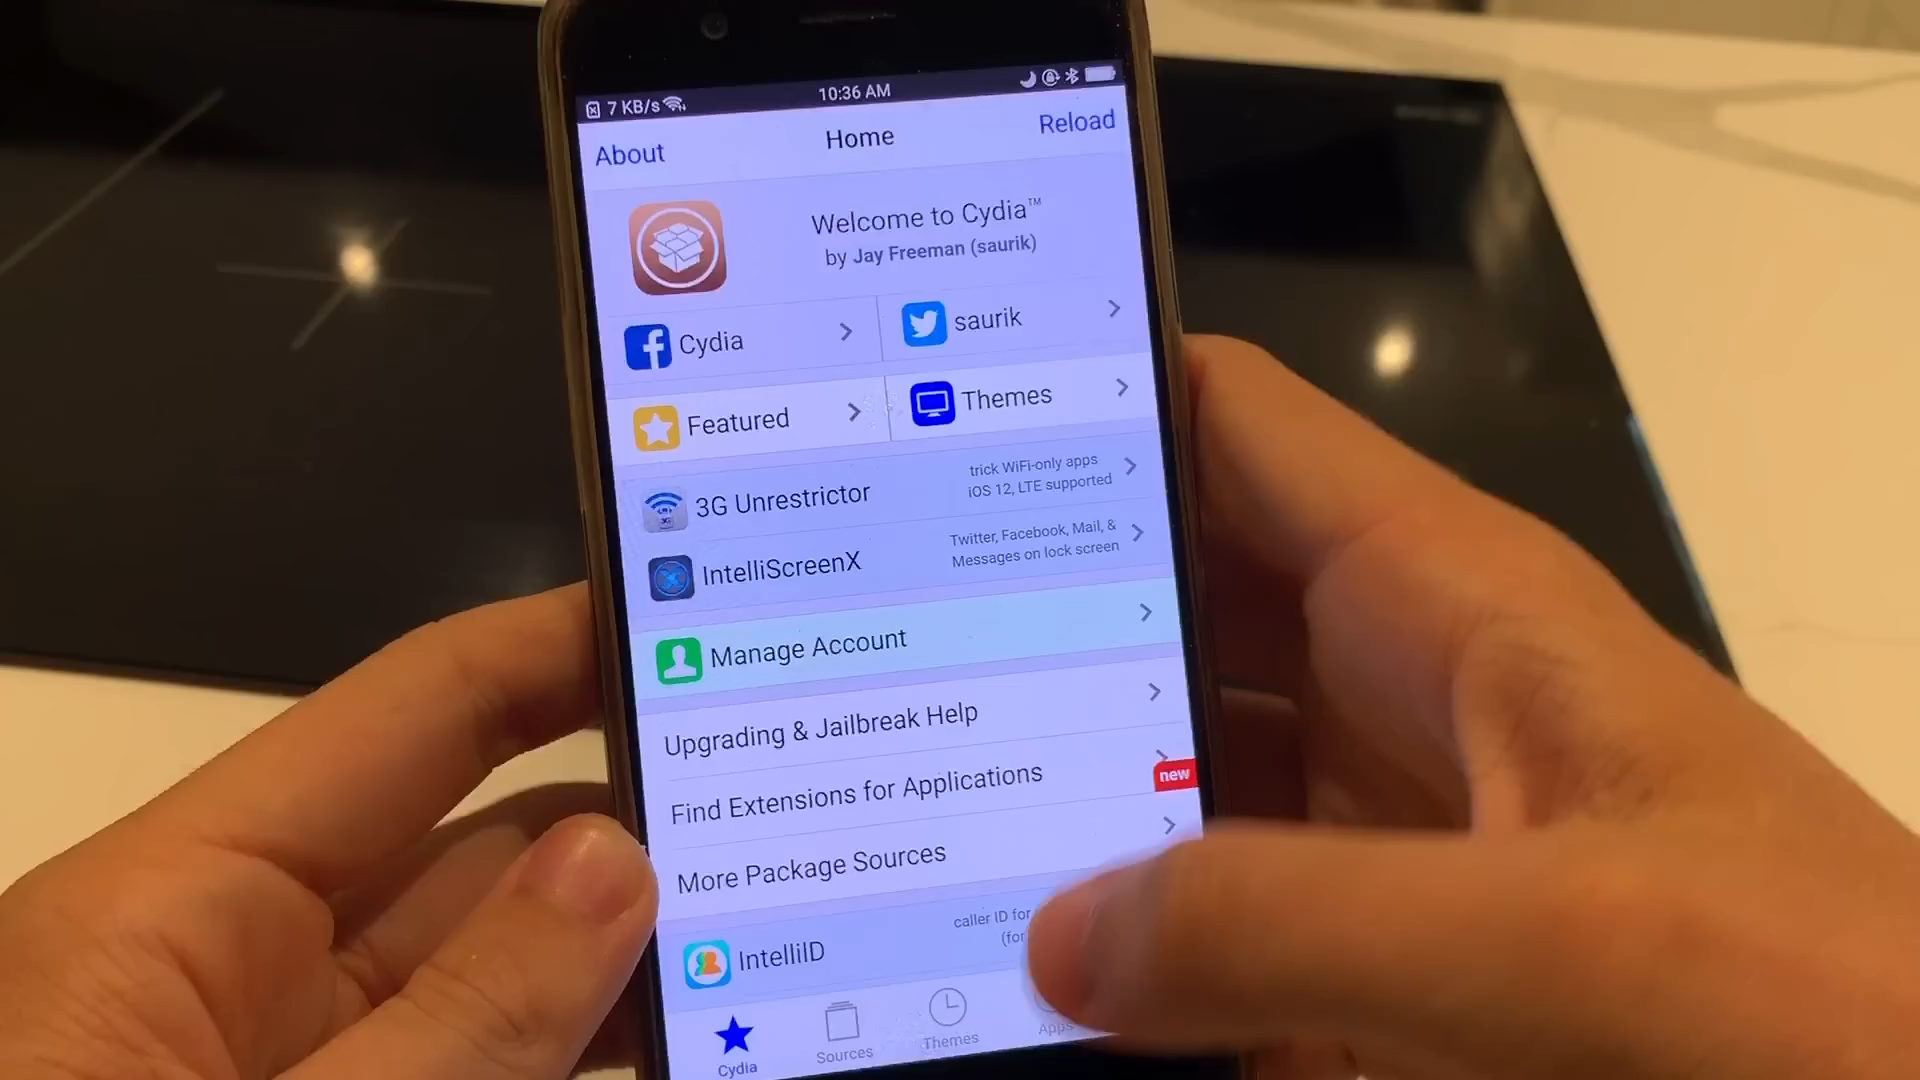 7 KB/s
10:36 AM
About
Home
Reload
Welcome to Cydia™
by Jay Freeman (saurik)
Cydia
saurik
Featured
Themes
3G Unrestrictor
trick WiFi-only apps
iOS 12, LTE supported
IntelliScreenX
Twitter, Facebook, Mail, &
Messages on lock screen
Manage Account
Upgrading & Jailbreak Help
Find Extensions for Applications
new
More Package Sources
IntelliID
caller ID for
(for
Cydia
Sources
Themes
Apps